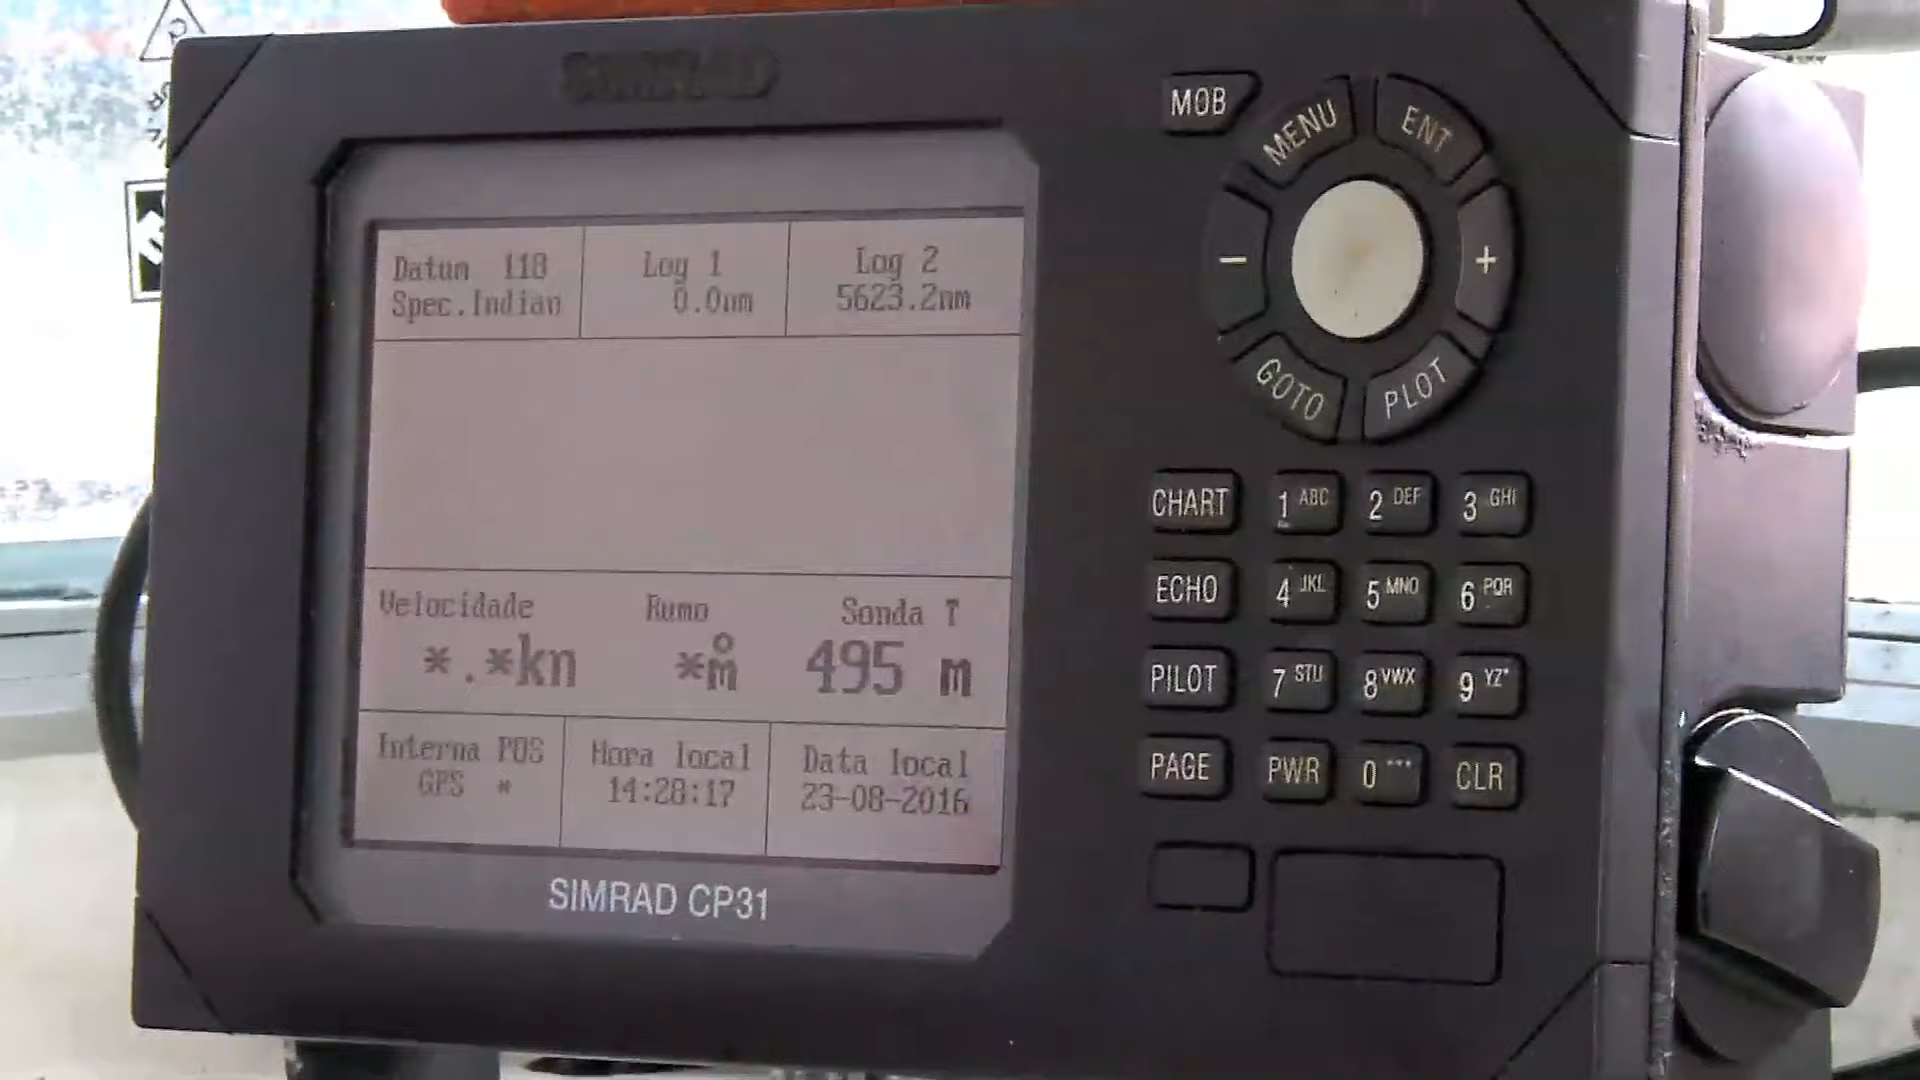 SIMRAD
Datum 118
Spec.Indian
Log 1
0.0nm
Log 2
5623.2nm
Velocidade
*.*kn
Rumo
*°m
Sonda T
495 m
Interna POS
GPS *
Hora local
14:28:17
Data local
23-08-2016
SIMRAD CP31
MOB
MENU
ENT
-
+
GOTO
PLOT
CHART
1 ABC
2 DEF
3 GHI
ECHO
4 JKL
5 MNO
6 PQR
PILOT
7 STU
8 VWX
9 YZ*
PAGE
PWR
0 ***
CLR